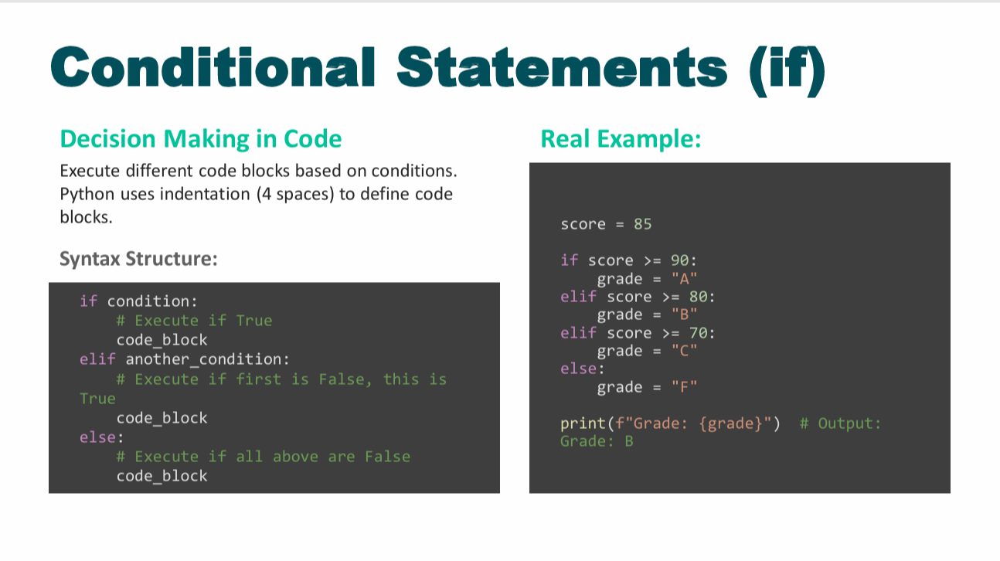 Conditional Statements (if)
Decision Making in Code
Execute different code blocks based on conditions.
Python uses indentation (4 spaces) to define code
blocks.
Syntax Structure:
if condition:
    # Execute if True
    code_block
elif another_condition:
    # Execute if first is False, this is
True
    code_block
else:
    # Execute if all above are False
    code_block
Real Example:
score = 85
if score >= 90:
    grade = "A"
elif score >= 80:
    grade = "B"
elif score >= 70:
    grade = "C"
else:
    grade = "F"
print(f"Grade: {grade}")  # Output:
Grade: B